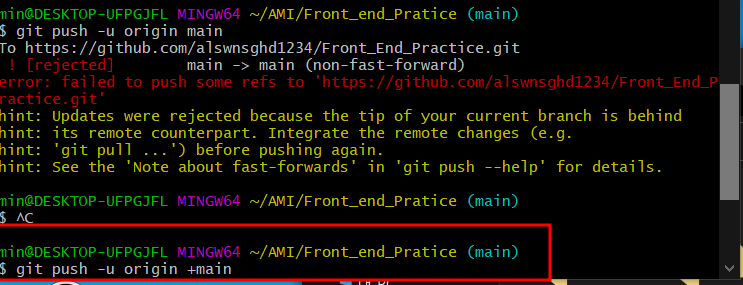 min@DESKTOP-UFPGJFL MINGW64 ~/AMI/Front_end_Pratice (main)
$ git push -u origin main
To https://github.com/alswnsghd1234/Front_End_Practice.git
 ! [rejected]        main -> main (non-fast-forward)
error: failed to push some refs to 'https://github.com/alswnsghd1234/Front_End_P
ractice.git'
hint: Updates were rejected because the tip of your current branch is behind
hint: its remote counterpart. Integrate the remote changes (e.g.
hint: 'git pull ...') before pushing again.
hint: See the 'Note about fast-forwards' in 'git push --help' for details.
min@DESKTOP-UFPGJFL MINGW64 ~/AMI/Front_end_Pratice (main)
$ ^C
min@DESKTOP-UFPGJFL MINGW64 ~/AMI/Front_end_Pratice (main)
$ git push -u origin +main